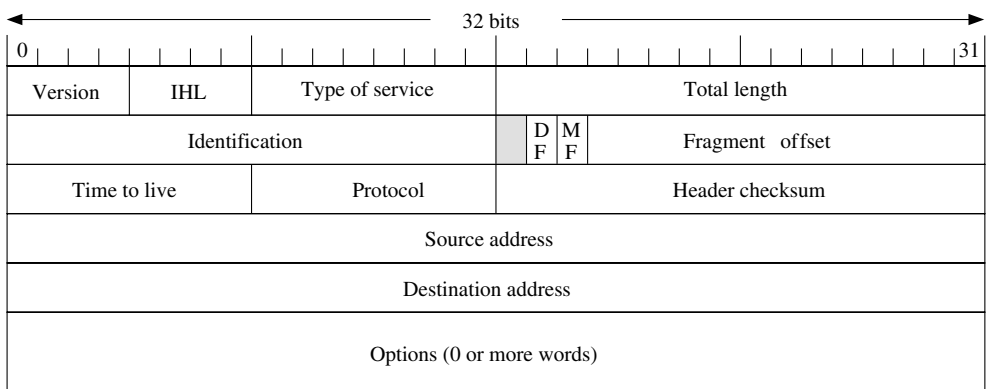 32 bits
0 31
Version IHL Type of service Total length
Identification D F M F Fragment offset
Time to live Protocol Header checksum
Source address
Destination address
Options (0 or more words)